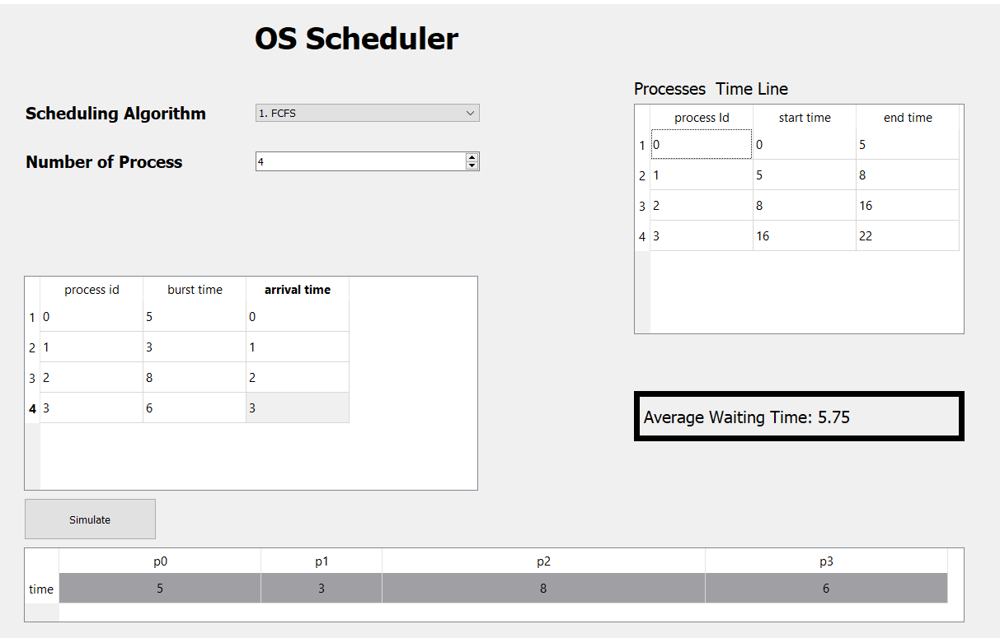 OS Scheduler
Scheduling Algorithm 1. FCFS
Number of Process 4
process id burst time arrival time
1 0 5 0
2 1 3 1
3 2 8 2
4 3 6 3
Simulate
Processes  Time Line
process Id start time end time
1 0 0 5
2 1 5 8
3 2 8 16
4 3 16 22
Average Waiting Time: 5.75
p0 p1 p2 p3
time 5 3 8 6